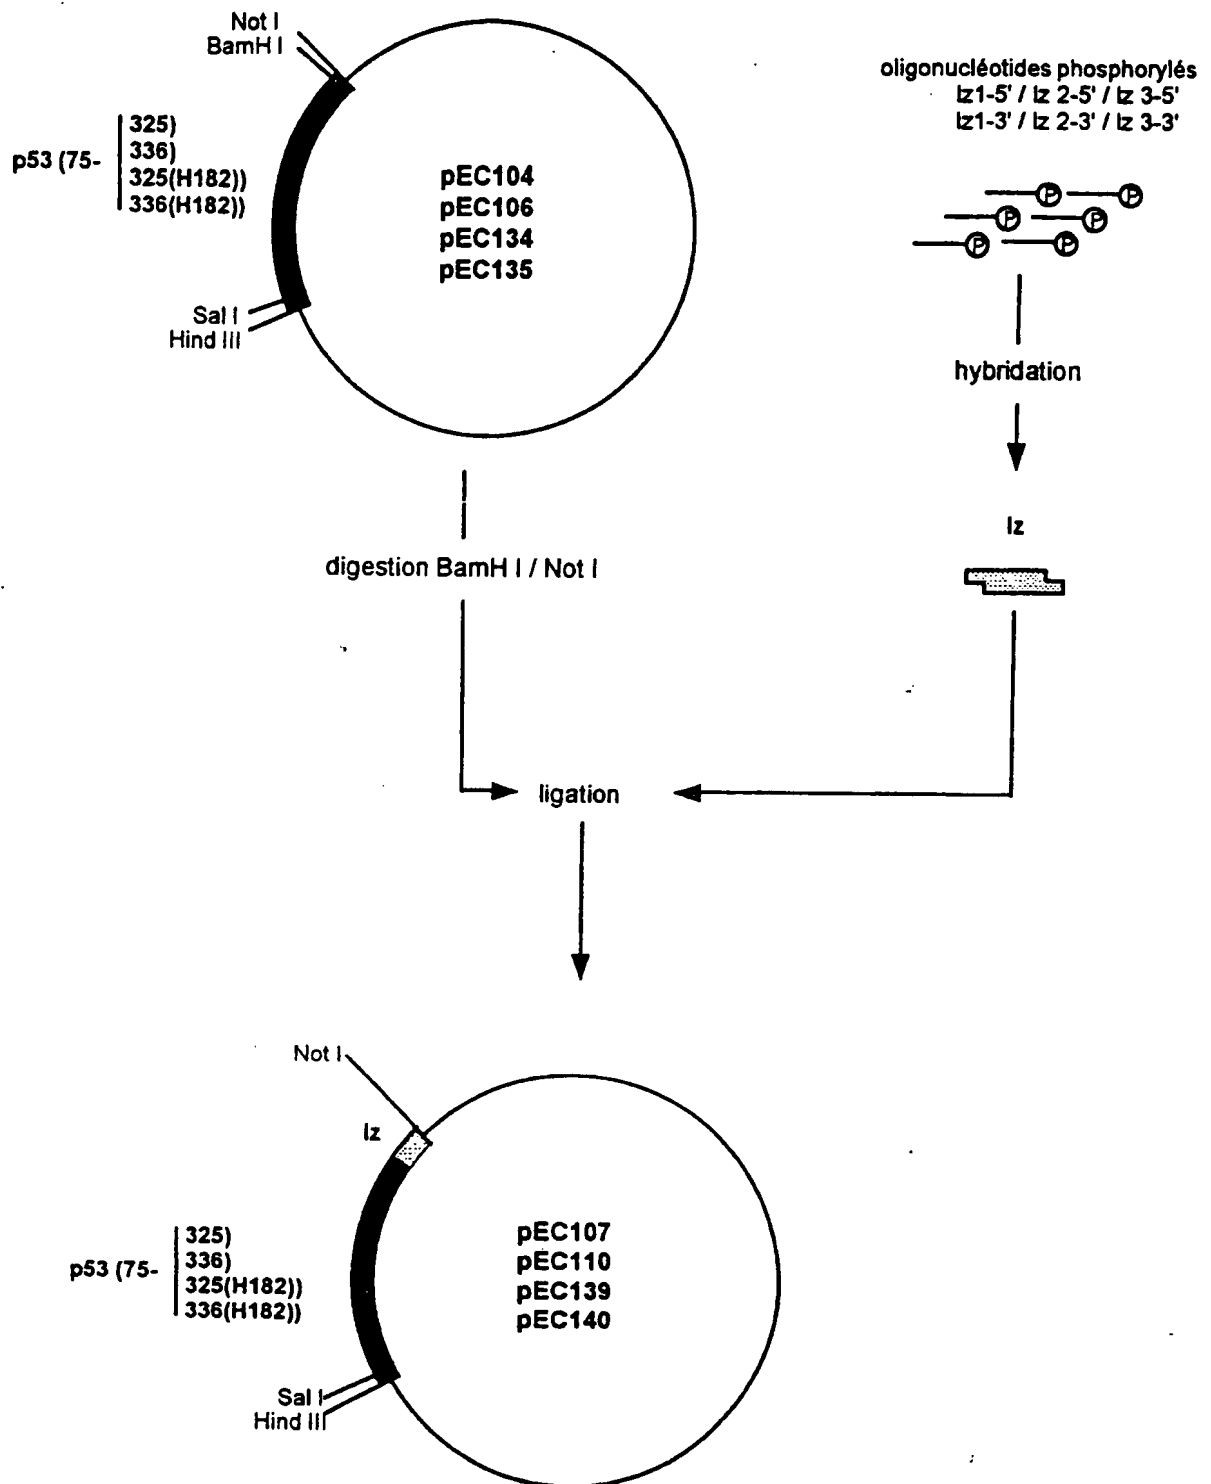 Not I
BamH I
p53 (75-
325)
336)
325(H182))
336(H182))
Sal I
Hind III
pEC104
pEC106
pEC134
pEC135
oligonucléotides phosphorylés
lz1-5' / lz 2-5' / lz 3-5'
lz1-3' / lz 2-3' / lz 3-3'
P P
P P
P P
hybridation
lz
digestion BamH I / Not I
ligation
Not I
lz
p53 (75-
325)
336)
325(H182))
336(H182))
Sal I
Hind III
pEC107
pEC110
pEC139
pEC140